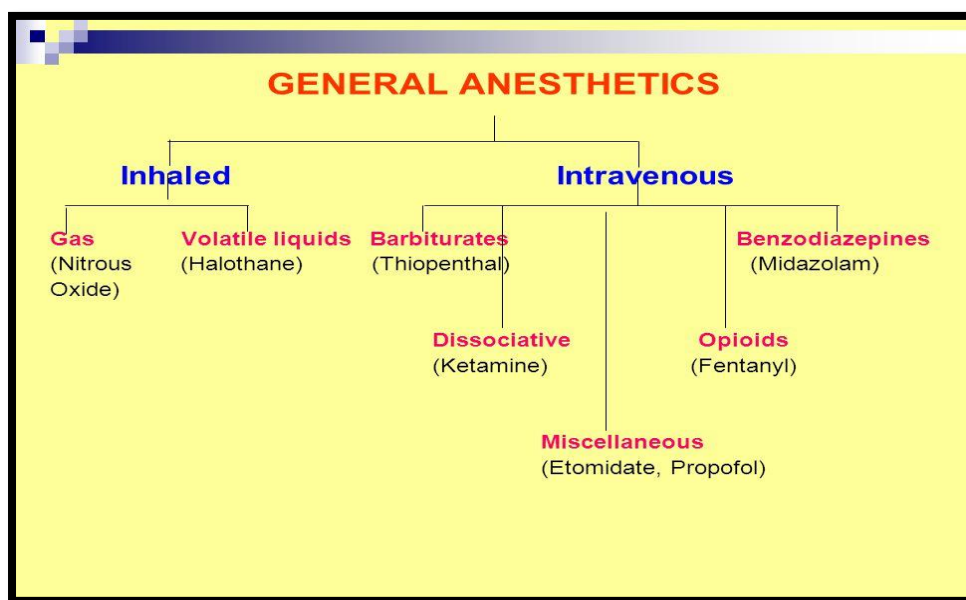 GENERAL ANESTHETICS
Inhaled
Intravenous
Gas
(Nitrous
Oxide)
Volatile liquids
(Halothane)
Barbiturates
(Thiopenthal)
Benzodiazepines
(Midazolam)
Dissociative
(Ketamine)
Opioids
(Fentanyl)
Miscellaneous
(Etomidate, Propofol)